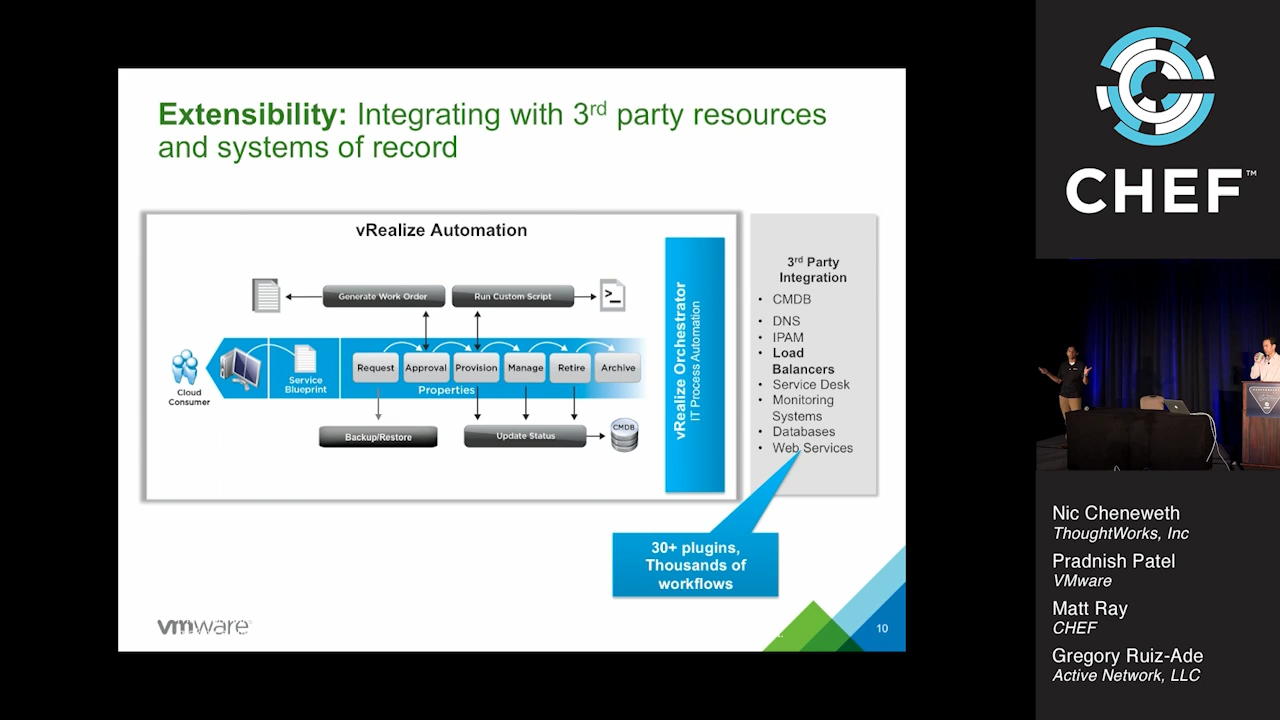 Extensibility: Integrating with 3rd party resources
and systems of record
vRealize Automation
Generate Work Order
Run Custom Script
>_
Cloud
Consumer
Service
Blueprint
Request
Approval
Provision
Manage
Retire
Archive
Properties
Backup/Restore
Update Status
CMDB
vRealize Orchestrator
IT Process Automation
3rd Party
Integration
• CMDB
• DNS
• IPAM
• Load
Balancers
• Service Desk
• Monitoring
Systems
• Databases
• Web Services
30+ plugins,
Thousands of
workflows
vmware
10
CHEF™
Nic Cheneweth
ThoughtWorks, Inc
Pradnish Patel
VMware
Matt Ray
CHEF
Gregory Ruiz-Ade
Active Network, LLC